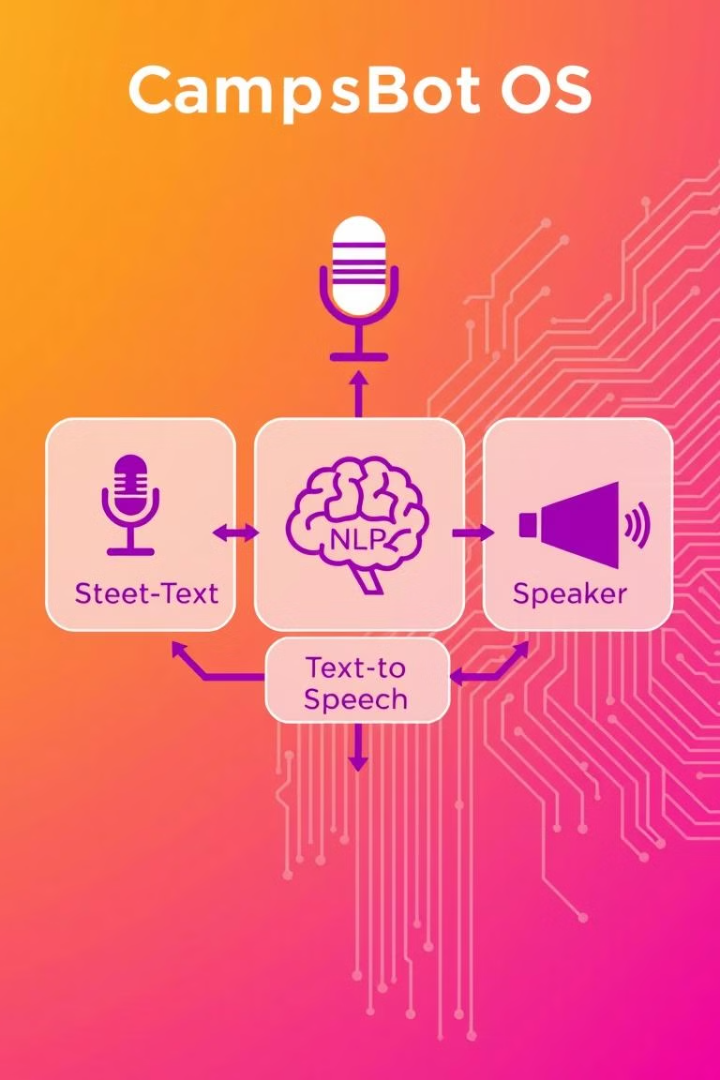 CampsBot OS
NLP
Steet-Text
Speaker
Text-to
Speech